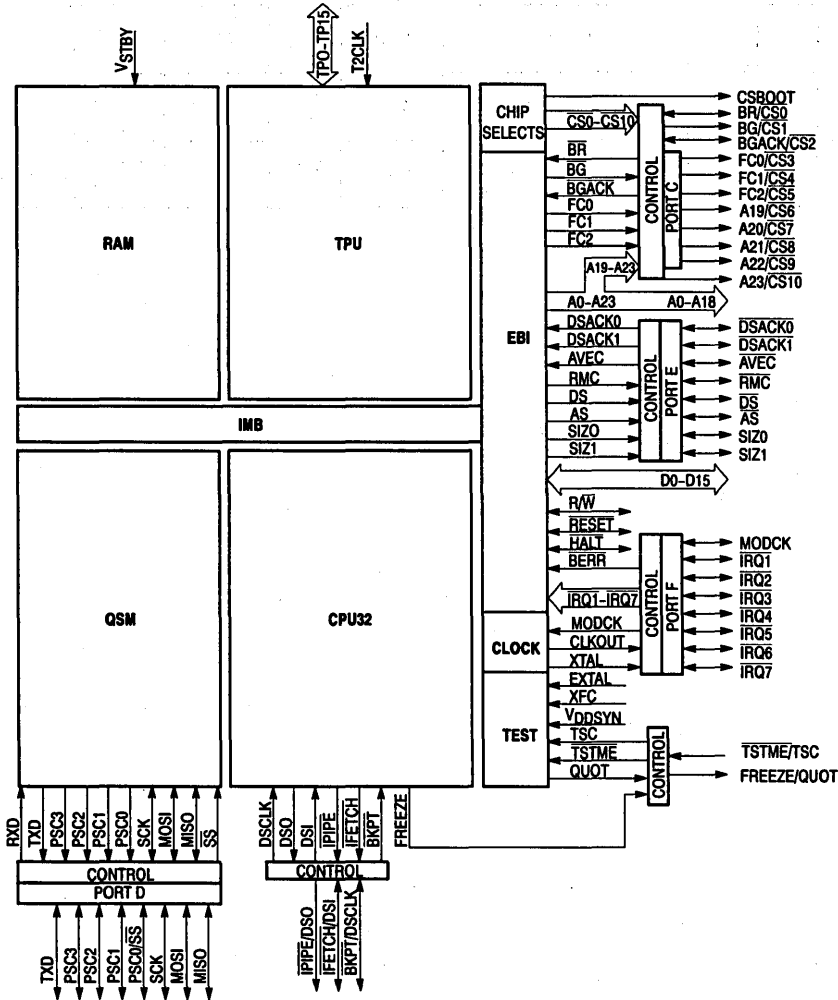 VSTBY
TPO–TP15
T2CLK
RAM
TPU
CHIP
SELECTS
CS0–CS10
BR
BG
BGACK
FC0
FC1
FC2
A19–A23
A0–A23
A0–A18
CONTROL
PORT C
CSBOOT
BR/CS0
BG/CS1
BGACK/CS2
FC0/CS3
FC1/CS4
FC2/CS5
A19/CS6
A20/CS7
A21/CS8
A22/CS9
A23/CS10
EBI
DSACK0
DSACK1
AVEC
RMC
DS
AS
SIZO
SIZ1
CONTROL
PORT E
DSACK0
DSACK1
AVEC
RMC
DS
AS
SIZ0
SIZ1
IMB
D0–D15
R/W
RESET
HALT
BERR
IRQ1–IRQ7
CONTROL
PORT F
MODCK
IRQ1
IRQ2
IRQ3
IRQ4
IRQ5
IRQ6
IRQ7
QSM
CPU32
CLOCK
MODCK
CLKOUT
XTAL
EXTAL
XFC
VDDSYN
TEST
TSC
TSTME
QUOT
CONTROL
TSTME/TSC
FREEZE/QUOT
RXD
TXD
PSC3
PSC2
PSC1
PSC0
SCK
MOSI
MISO
SS
DSCLK
DSO
DSI
IPIPE
IFETCH
BKPT
FREEZE
CONTROL
PORT D
CONTROL
TXD
PSC3
PSC2
PSC1
PSC0/SS
SCK
MOSI
MISO
IPIPE/DSO
IFETCH/DSI
BKPT/DSCLK